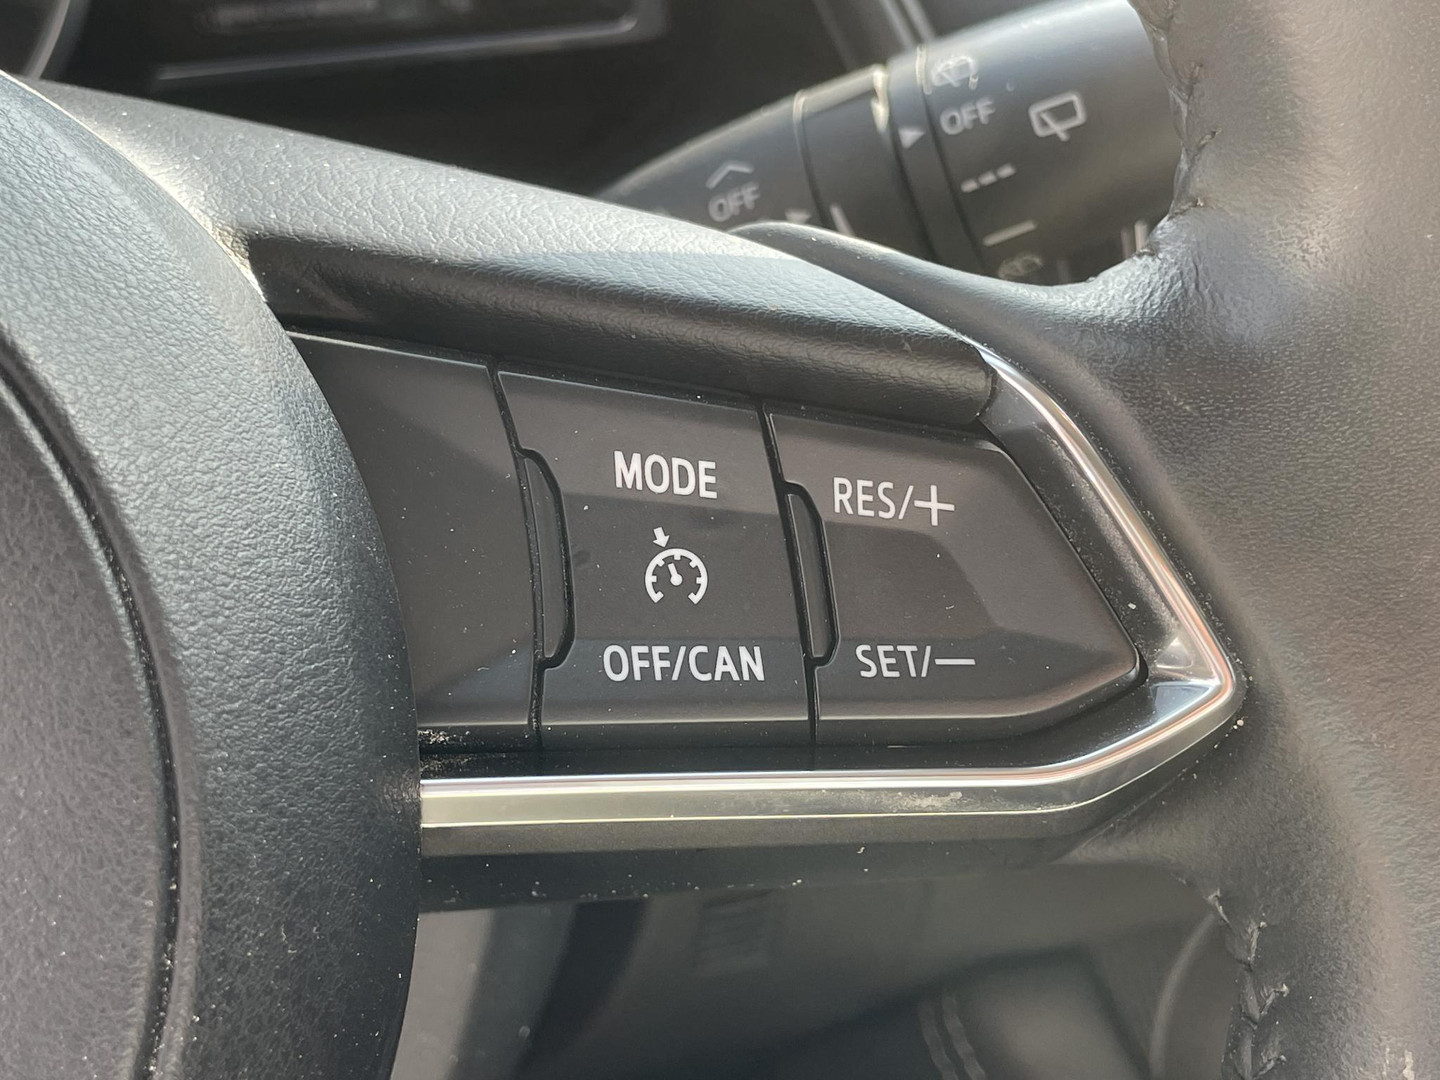 OFF
OFF
MODE
RES/+
OFF/CAN
SET/—